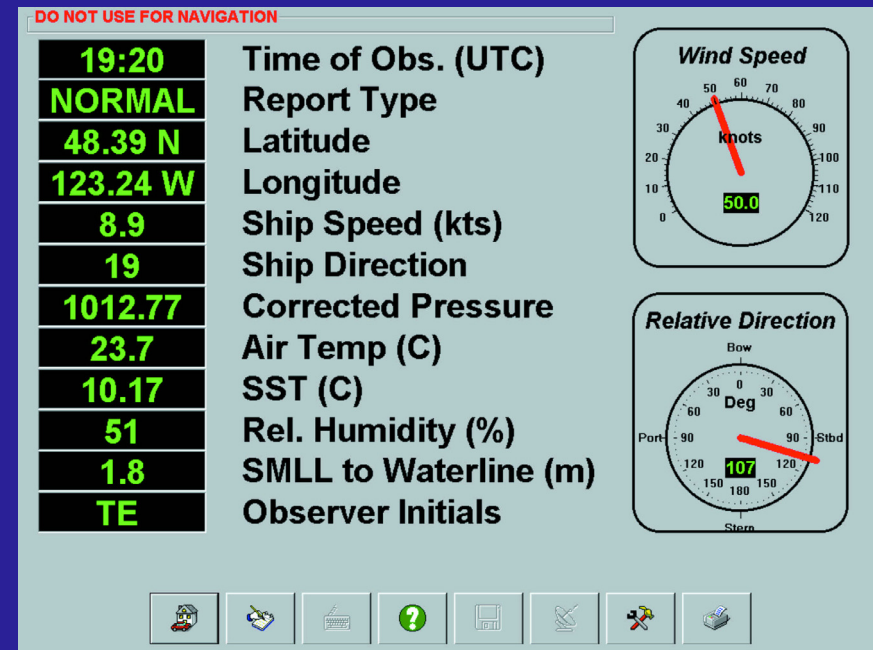 DO NOT USE FOR NAVIGATION
19:20 Time of Obs. (UTC)
NORMAL Report Type
48.39 N Latitude
123.24 W Longitude
8.9 Ship Speed (kts)
19 Ship Direction
1012.77 Corrected Pressure
23.7 Air Temp (C)
10.17 SST (C)
51 Rel. Humidity (%)
1.8 SMLL to Waterline (m)
TE Observer Initials
Wind Speed
0 10 20 30 40 50 60 70 80 90 100 110 120
knots
50.0
Relative Direction
Bow
30 0 30
Deg
60 60
Port 90 90 Stbd
120 107 120
150 180 150
Stern
?